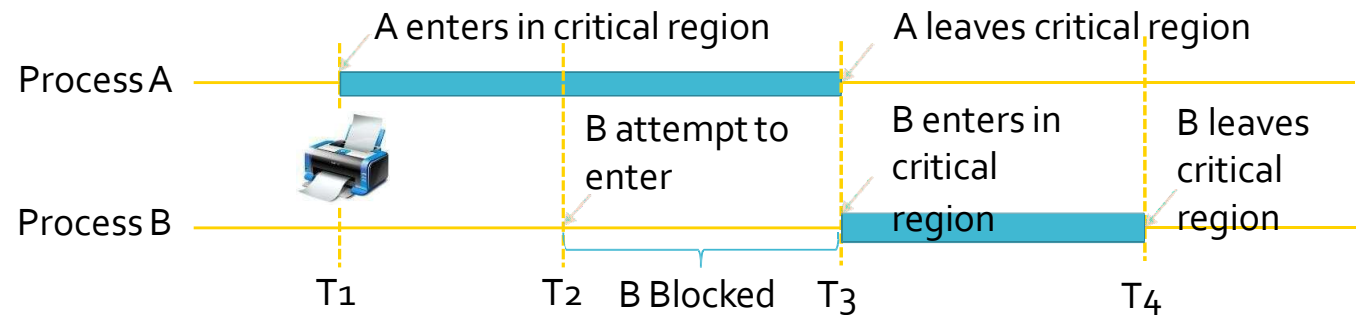 A enters in critical region
A leaves critical region
Process A
B attempt to
enter
B enters in
critical
region
B leaves
critical
region
Process B
T1
T2
B Blocked
T3
T4